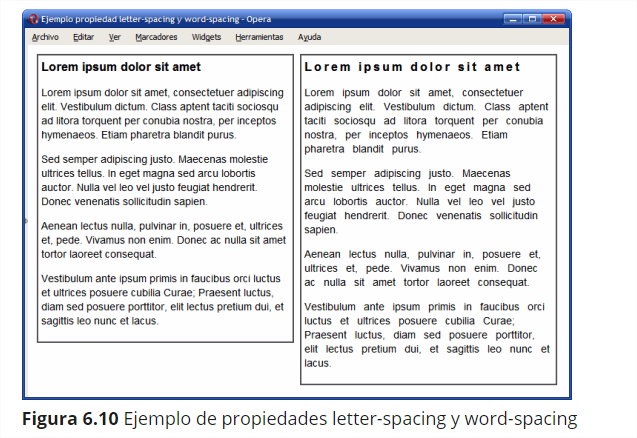 Ejemplo propiedad letter-spacing y word-spacing - Opera
Archivo Editar Ver Marcadores Widgets Herramientas Ayuda
Lorem ipsum dolor sit amet
Lorem ipsum dolor sit amet, consectetuer adipiscing
elit. Vestibulum dictum. Class aptent taciti sociosqu
ad litora torquent per conubia nostra, per inceptos
hymenaeos. Etiam pharetra blandit purus.
Sed semper adipiscing justo. Maecenas molestie
ultrices tellus. In eget magna sed arcu lobortis
auctor. Nulla vel leo vel justo feugiat hendrerit.
Donec venenatis sollicitudin sapien.
Aenean lectus nulla, pulvinar in, posuere et, ultrices
et, pede. Vivamus non enim. Donec ac nulla sit amet
tortor laoreet consequat.
Vestibulum ante ipsum primis in faucibus orci luctus
et ultrices posuere cubilia Curae; Praesent luctus,
diam sed posuere porttitor, elit lectus pretium dui, et
sagittis leo nunc et lacus.
Lorem ipsum dolor sit amet
Lorem ipsum dolor sit amet, consectetuer
adipiscing elit. Vestibulum dictum. Class aptent
taciti sociosqu ad litora torquent per conubia
nostra, per inceptos hymenaeos. Etiam
pharetra blandit purus.
Sed semper adipiscing justo. Maecenas
molestie ultrices tellus. In eget magna sed
arcu lobortis auctor. Nulla vel leo vel justo
feugiat hendrerit. Donec venenatis sollicitudin
sapien.
Aenean lectus nulla, pulvinar in, posuere et,
ultrices et, pede. Vivamus non enim. Donec
ac nulla sit amet tortor laoreet consequat.
Vestibulum ante ipsum primis in faucibus orci
luctus et ultrices posuere cubilia Curae;
Praesent luctus, diam sed posuere porttitor,
elit lectus pretium dui, et sagittis leo nunc et
lacus.
Figura 6.10 Ejemplo de propiedades letter-spacing y word-spacing